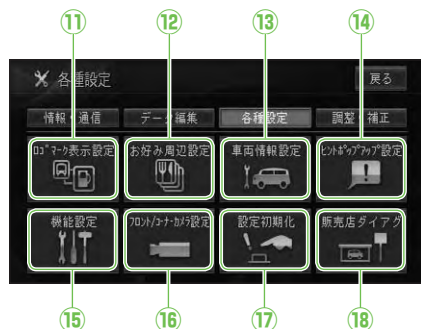 ⑪ ⑫ ⑬ ⑭
各種設定 戻る
情報・通信 データ編集 各種設定 調整・補正
ﾛｺﾞﾏｰｸ表示設定 お好み周辺設定 車両情報設定 ﾋﾝﾄﾎﾟｯﾌﾟｱｯﾌﾟ設定
機能設定 ﾌﾛﾝﾄ/ｺｰﾅｰｶﾒﾗ設定 設定初期化 販売店ダイアグ
⑮ ⑯ ⑰ ⑱